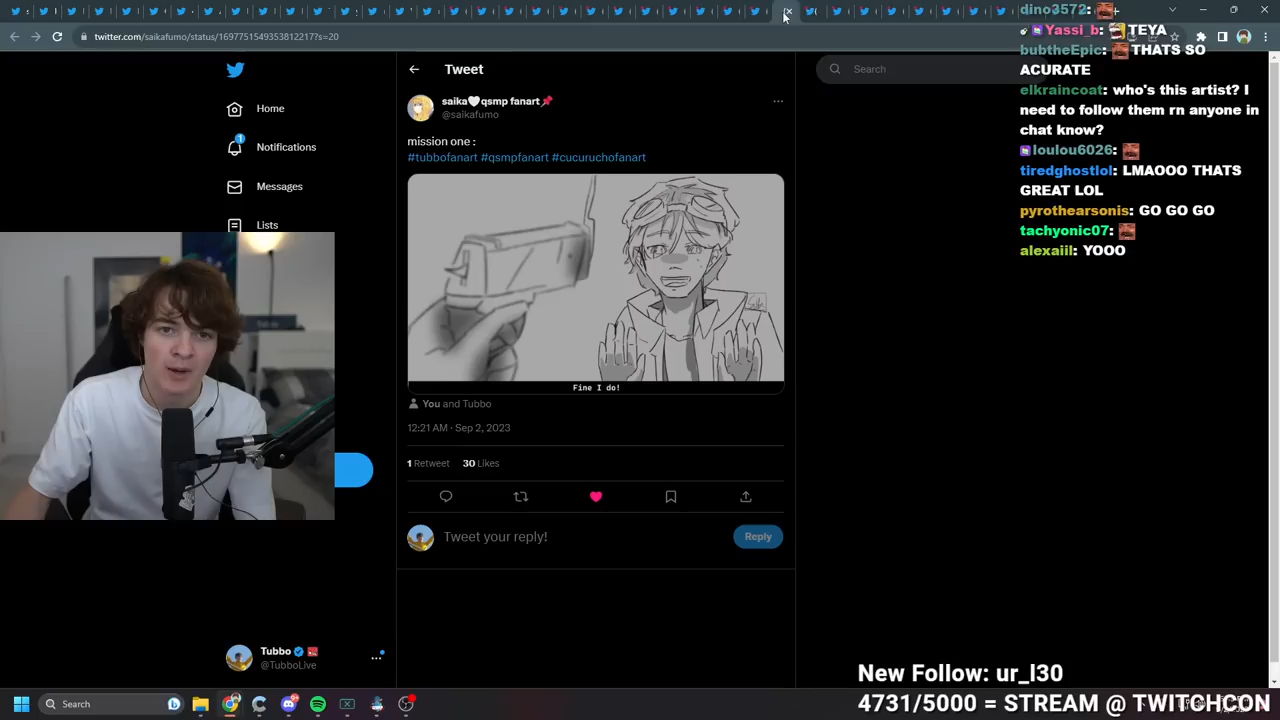 twitter.com/saikafumo/status/1697751495353811221 7?s=20
Home
1
Notifications
Messages
Lists
Tubbo
@TubboLive
Tweet
saika🤍qsmp fanart📌
@saikafumo
mission one :
#tubbofanart #qsmpfanart #cucuruchofanart
Fine I do!
You and Tubbo
12:21 AM · Sep 2, 2023
1 Retweet 30 Likes
Tweet your reply!
Reply
Search
dino3572:
Yassi_b: TEYA
bubtheEpic: THATS SO
ACURATE
elkraincoat: who's this artist? I
need to follow them rn anyone in
chat know?
loulou6026:
tiredghostlol: LMAOOO THATS
GREAT LOL
pyrothearsonis: GO GO GO
tachyonic07:
alexaiil: YOOO
New Follow: ur_l30
4731/5000 = STREAM @ TWITCHCON
Search